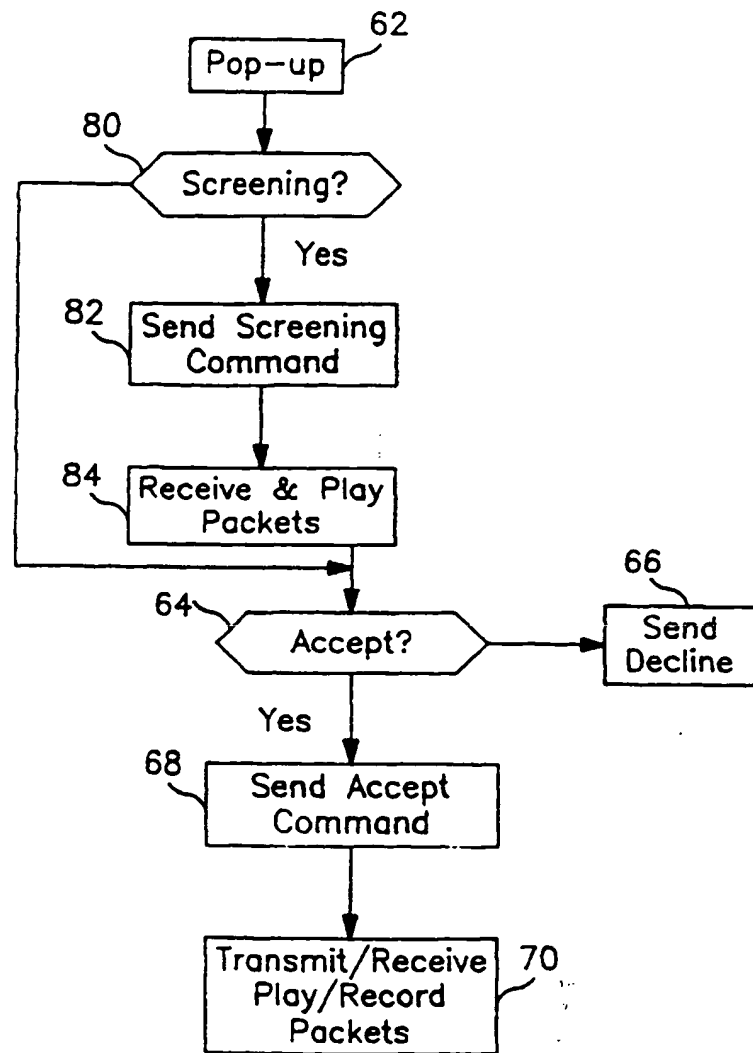 62
Pop-up
80
Screening?
Yes
82
Send Screening
Command
84
Receive & Play
Packets
66
64
Accept?
Send
Decline
Yes
68
Send Accept
Command
Transmit/Receive
Play/Record
Packets
70